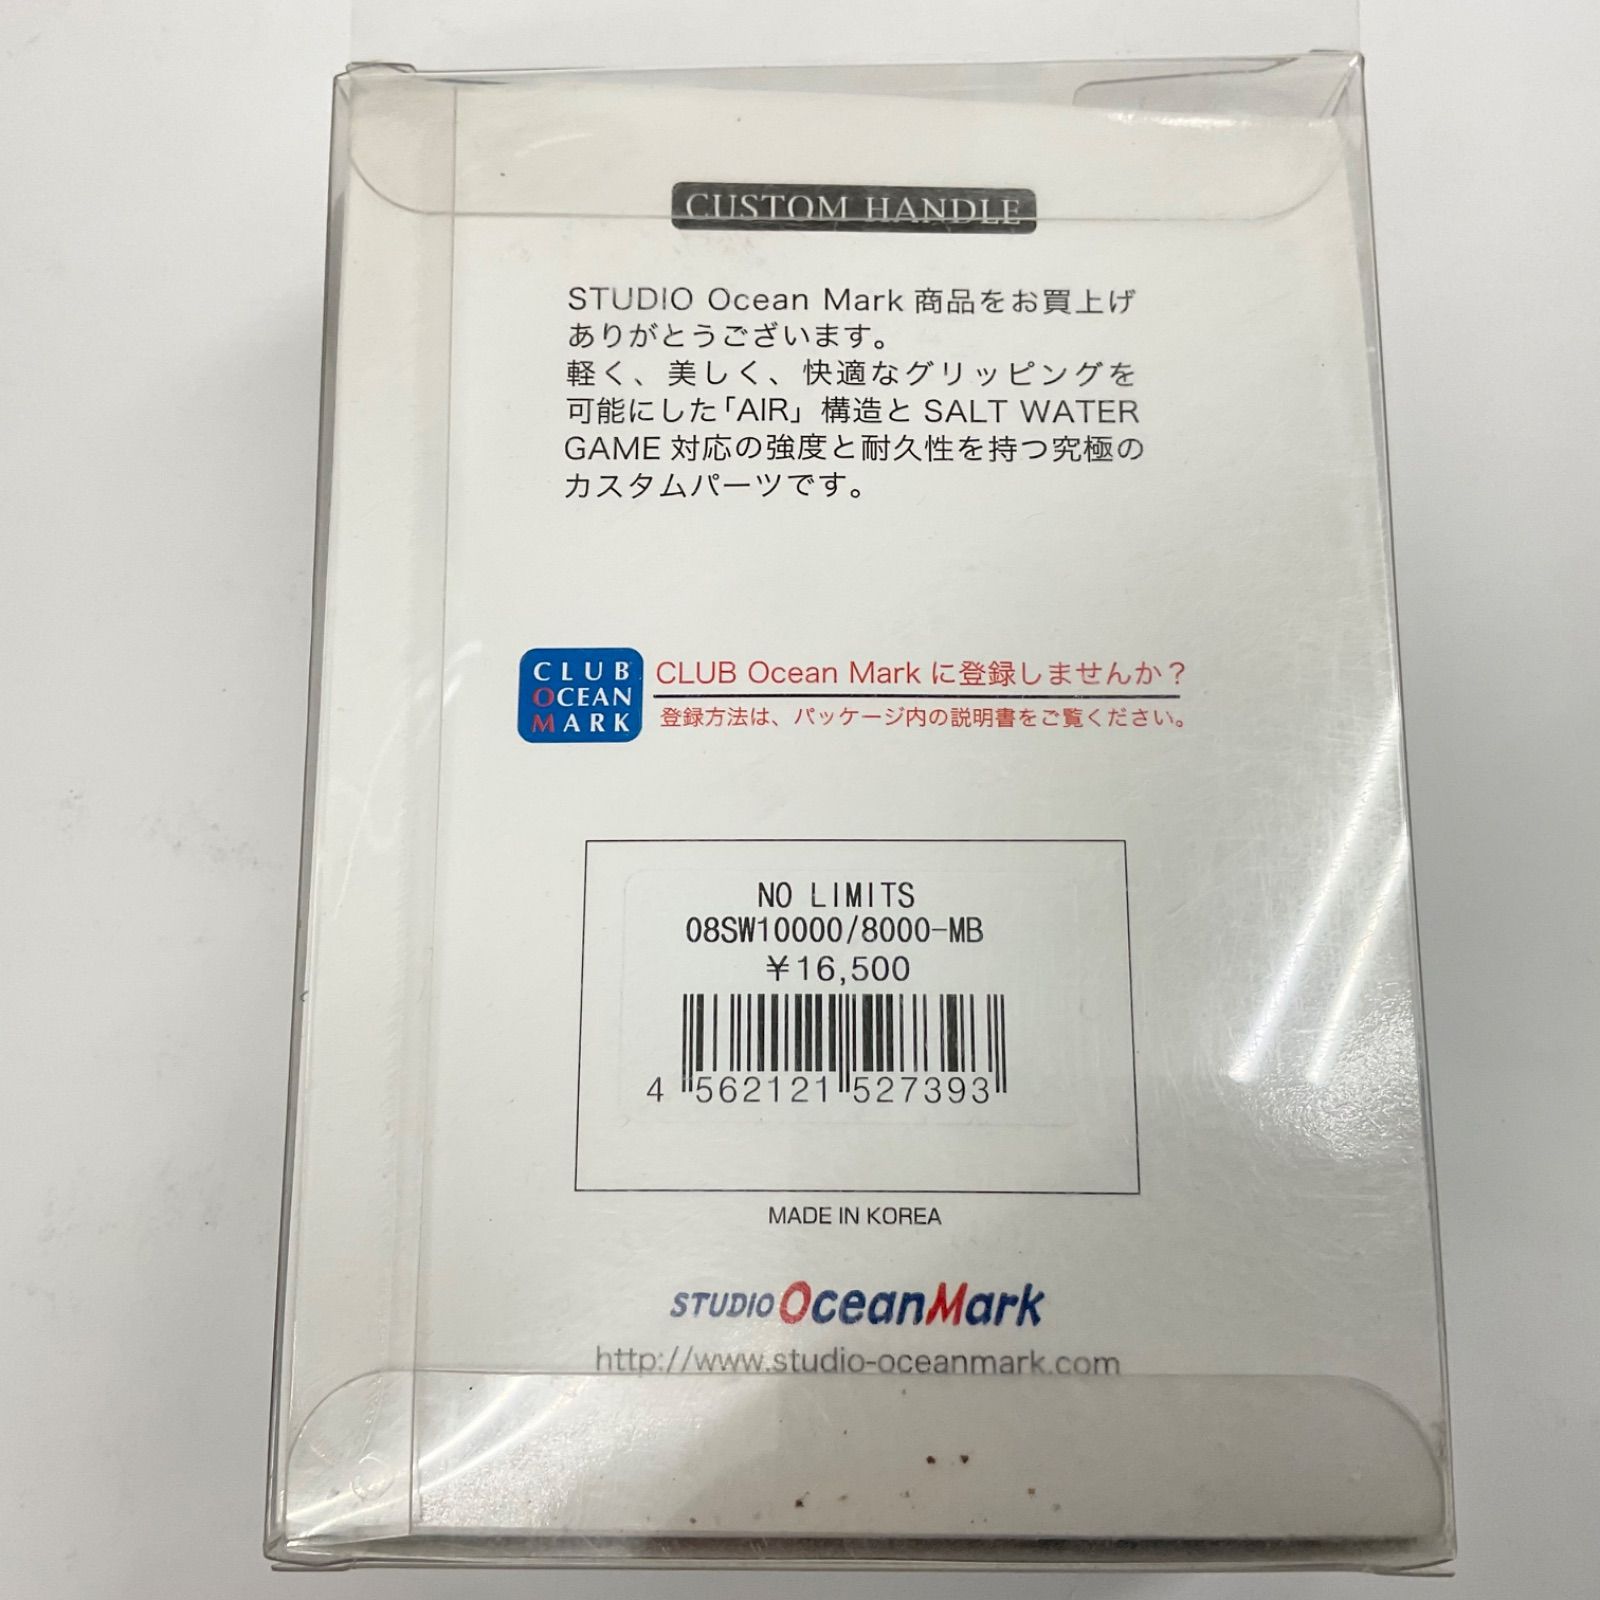 CUSTOM HANDLE
STUDIO Ocean Mark 商品をお買上げ
ありがとうございます。
軽く、美しく、快適なグリッピングを
可能にした「AIR」構造と SALT WATER
GAME 対応の強度と耐久性を持つ究極の
カスタムパーツです。
CLUB
OCEAN
MARK
CLUB Ocean Mark に登録しませんか？
登録方法は、パッケージ内の説明書をご覧ください。
NO LIMITS
08SW10000/8000-MB
￥16,500
4 562121 527393
MADE IN KOREA
STUDIO OceanMark
http://www.studio-oceanmark.com